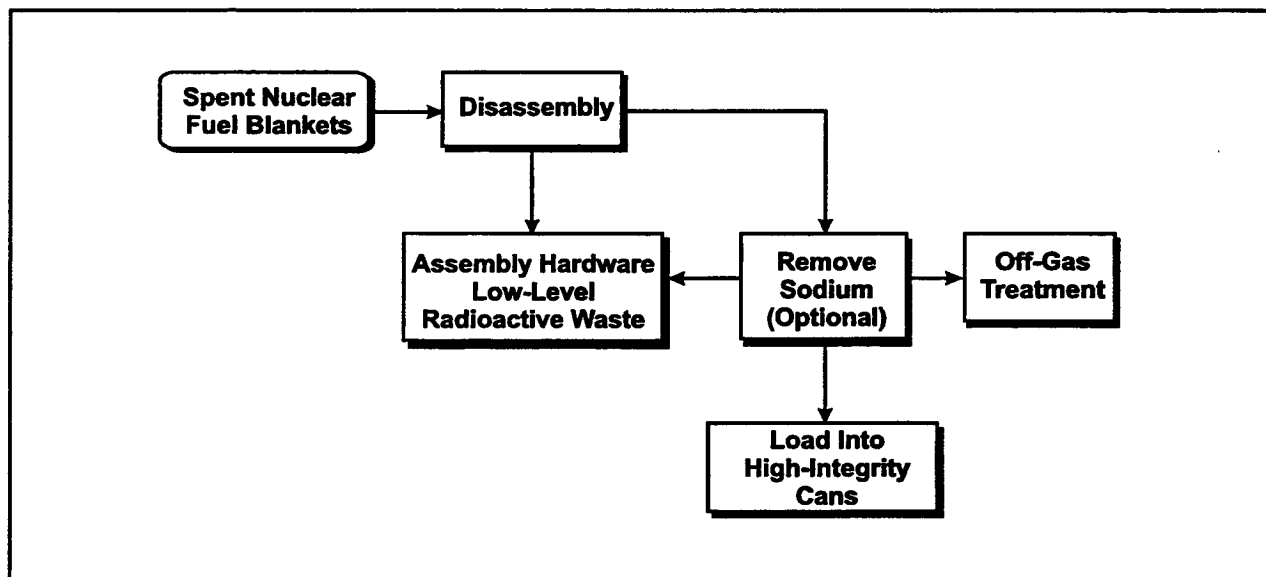 Spent Nuclear
Fuel Blankets
Disassembly
Assembly Hardware
Low-Level
Radioactive Waste
Remove
Sodium
(Optional)
Off-Gas
Treatment
Load Into
High-Integrity
Cans